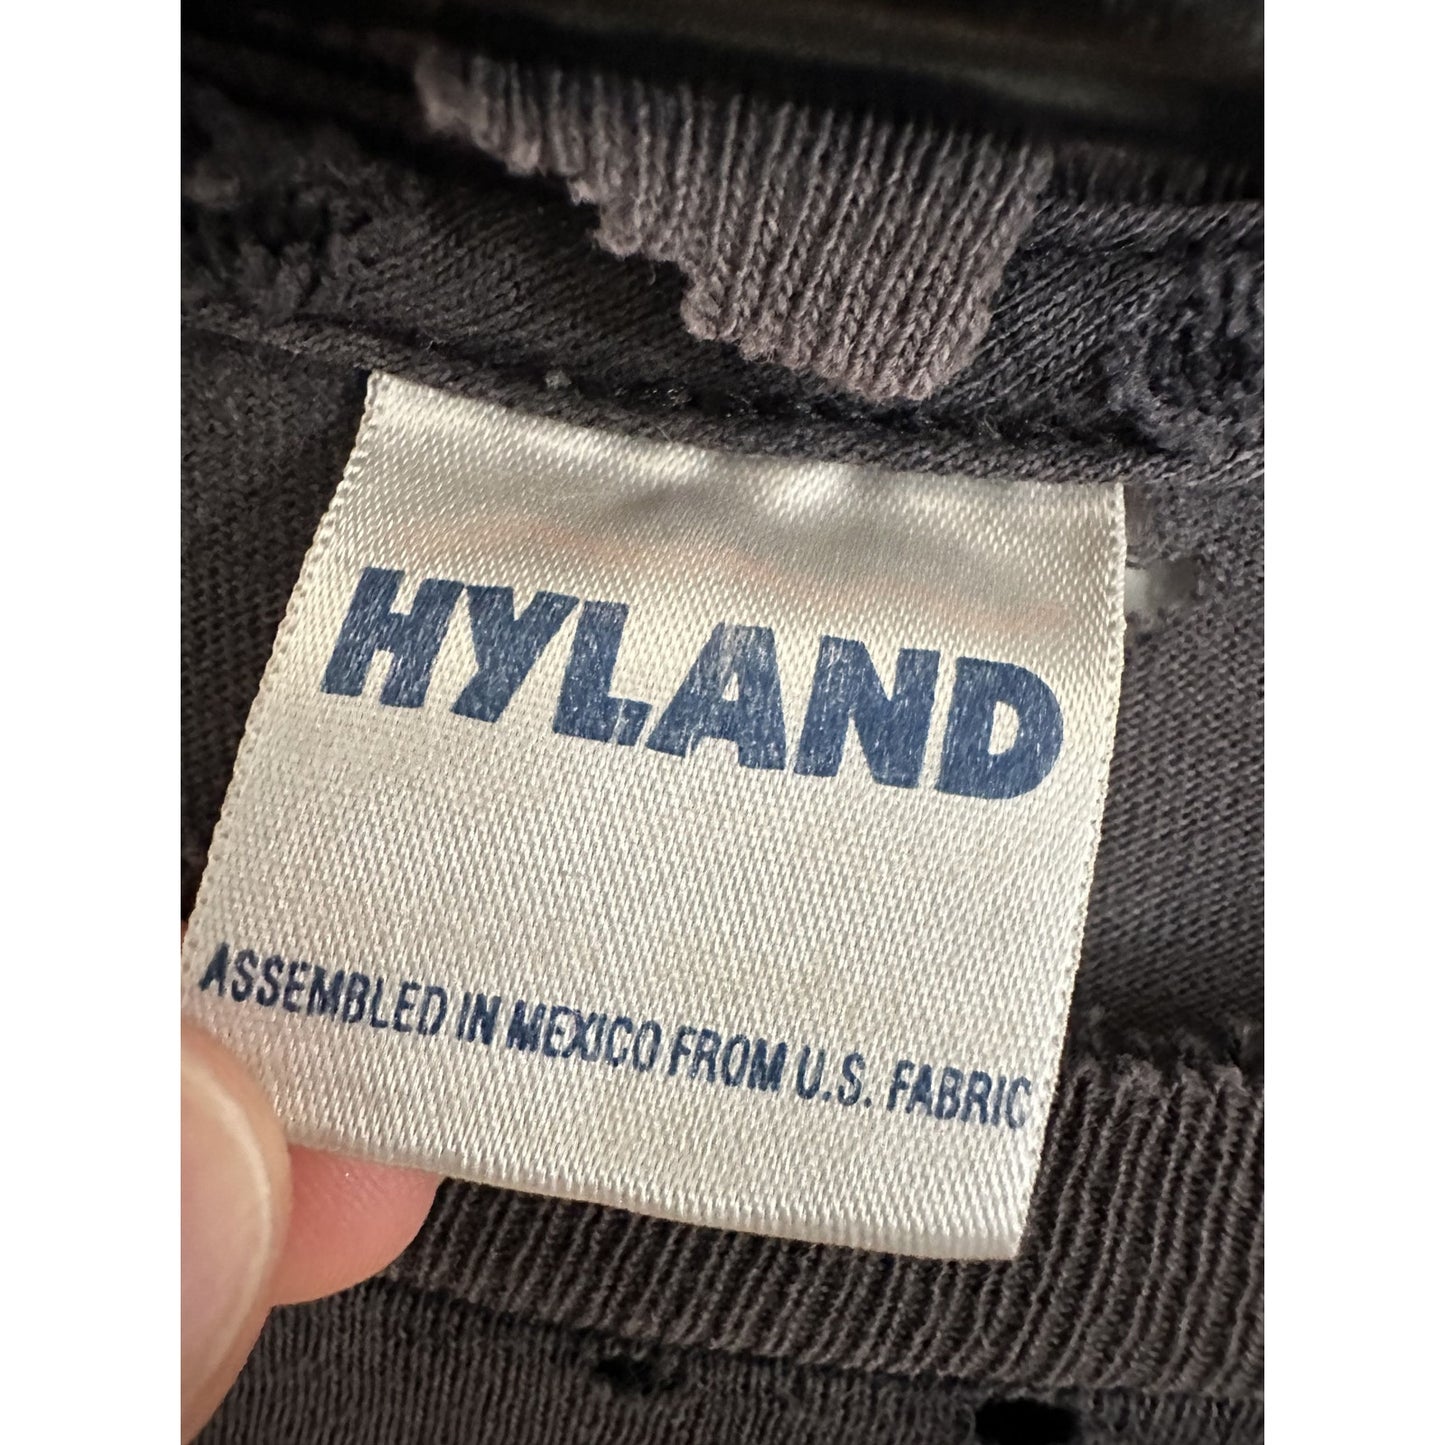 HYLAND
ASSEMBLED IN MEXICO FROM U.S. FABRIC